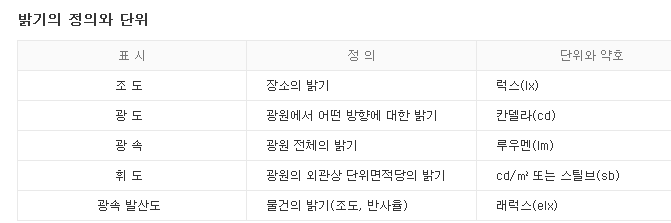 밝기의 정의와 단위
표 시 정 의 단위와 약호
조 도 장소의 밝기 럭스(lx)
광 도 광원에서 어떤 방향에 대한 밝기 칸델라(cd)
광 속 광원 전체의 밝기 루우멘(lm)
휘 도 광원의 외관상 단위면적당의 밝기 cd/㎡ 또는 스틸브(sb)
광속 발산도 물건의 밝기(조도, 반사율) 래럭스(elx)